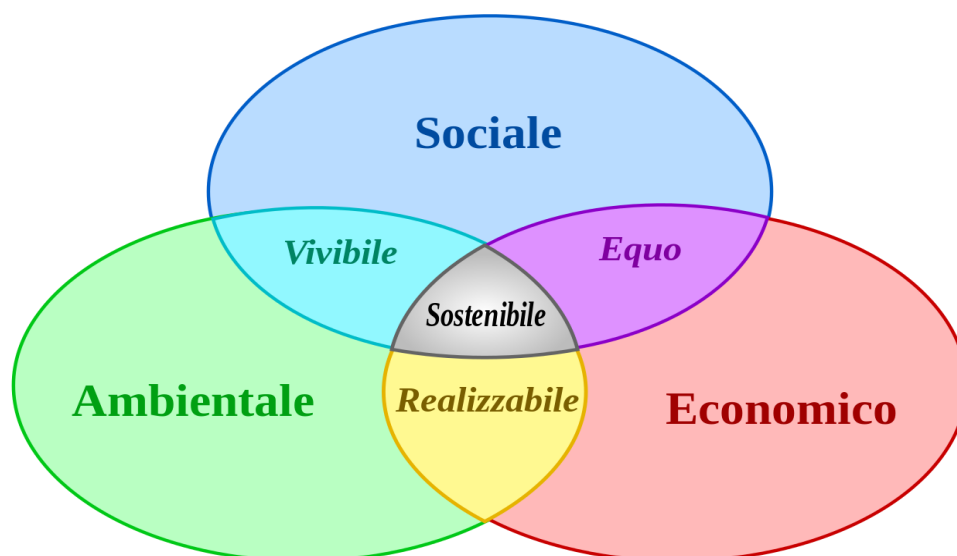 Sociale
Vivibile
Equo
Sostenibile
Realizzabile
Ambientale
Economico